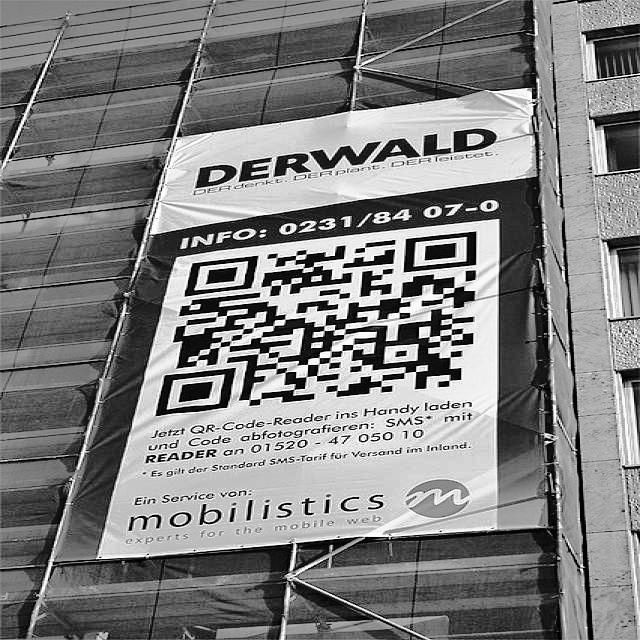 DERWALD
DER denkt. DER plant. DER leistet.
INFO: 0231/84 07-0
Jetzt QR-Code-Reader ins Handy laden
und Code abfotografieren: SMS* mit
READER an 01520 - 47 050 10
* Es gilt der Standard SMS-Tarif für Versand im Inland.
Ein Service von:
mobilistics m
experts for the mobile web